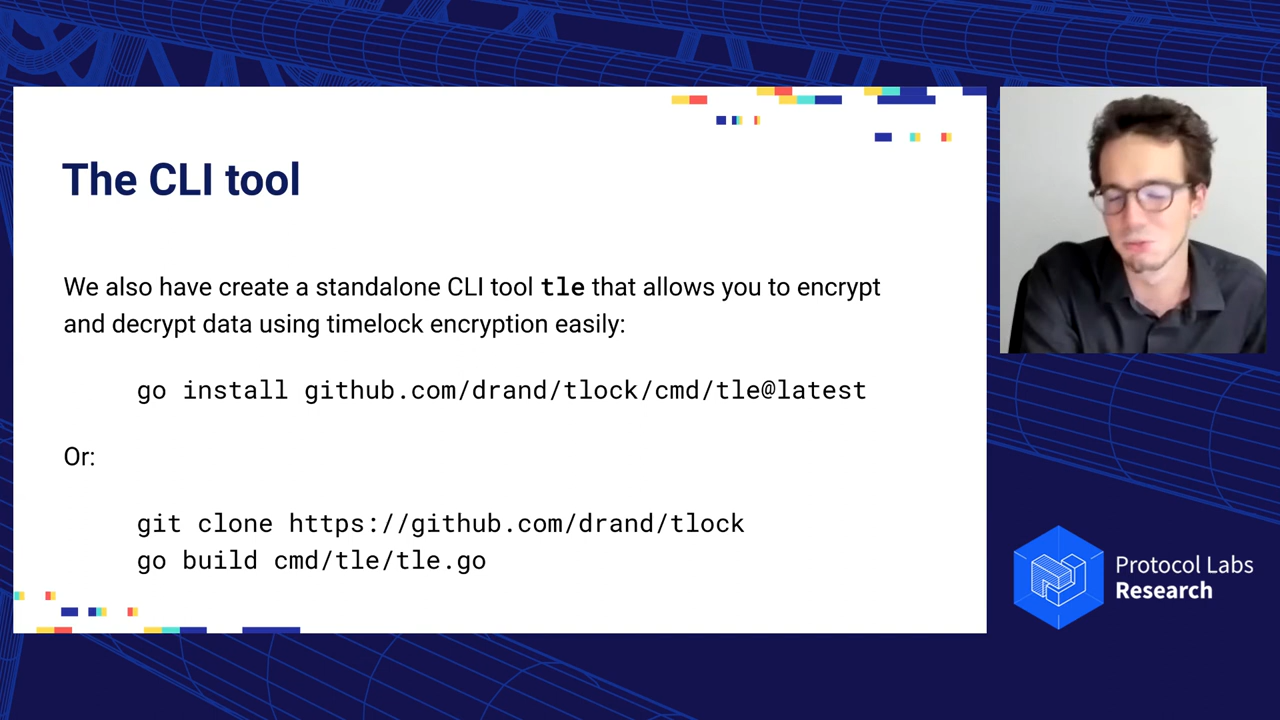 The CLI tool
We also have create a standalone CLI tool tle that allows you to encrypt
and decrypt data using timelock encryption easily:
go install github.com/drand/tlock/cmd/tle@latest
Or:
git clone https://github.com/drand/tlock
go build cmd/tle/tle.go
Protocol Labs
Research